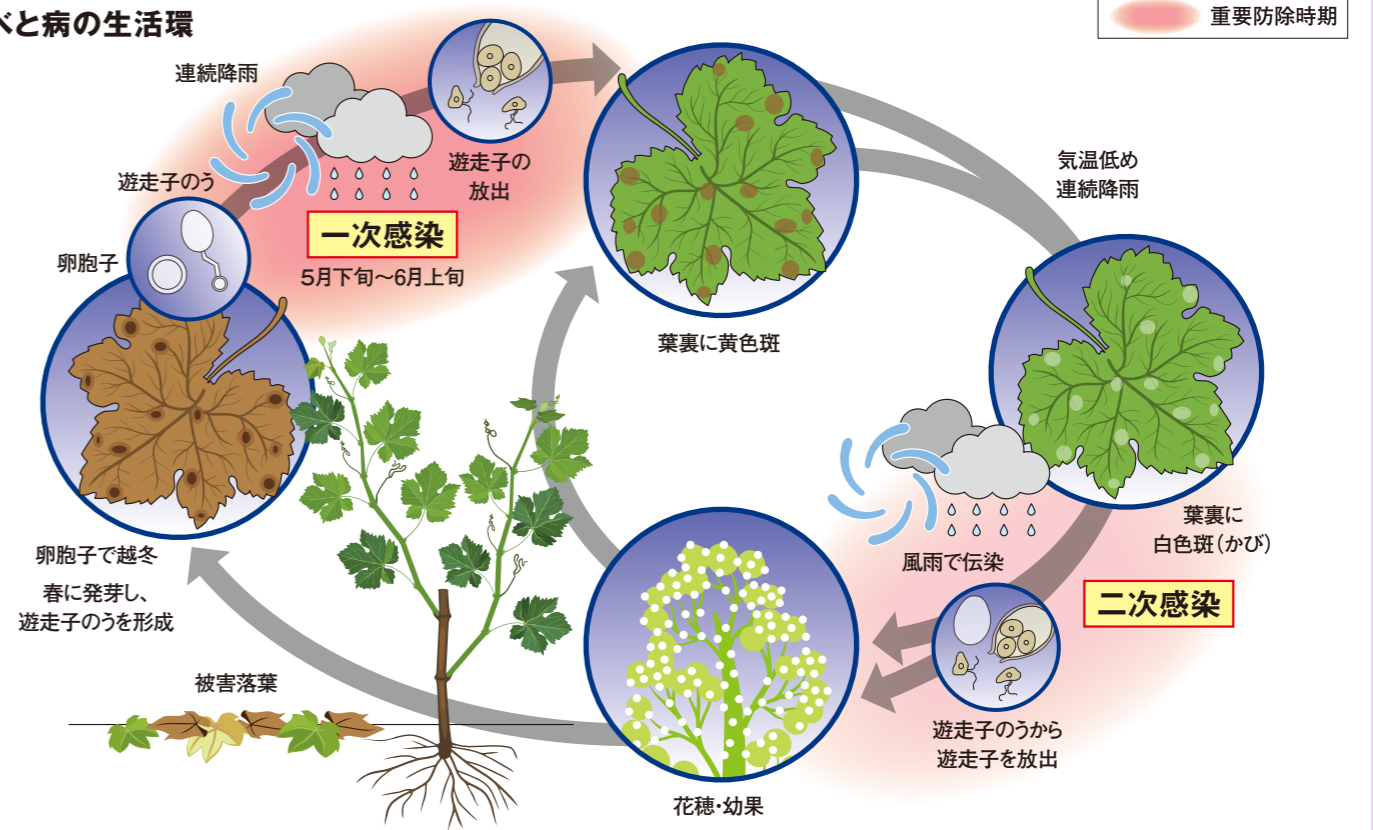 べと病の生活環
重要防除時期
連続降雨
遊走子のう
卵胞子
遊走子の
放出
一次感染
5月下旬～6月上旬
葉裏に黄色斑
気温低め
連続降雨
葉裏に
白色斑（かび）
風雨で伝染
二次感染
遊走子のうから
遊走子を放出
花穂・幼果
卵胞子で越冬
春に発芽し、
遊走子のうを形成
被害落葉